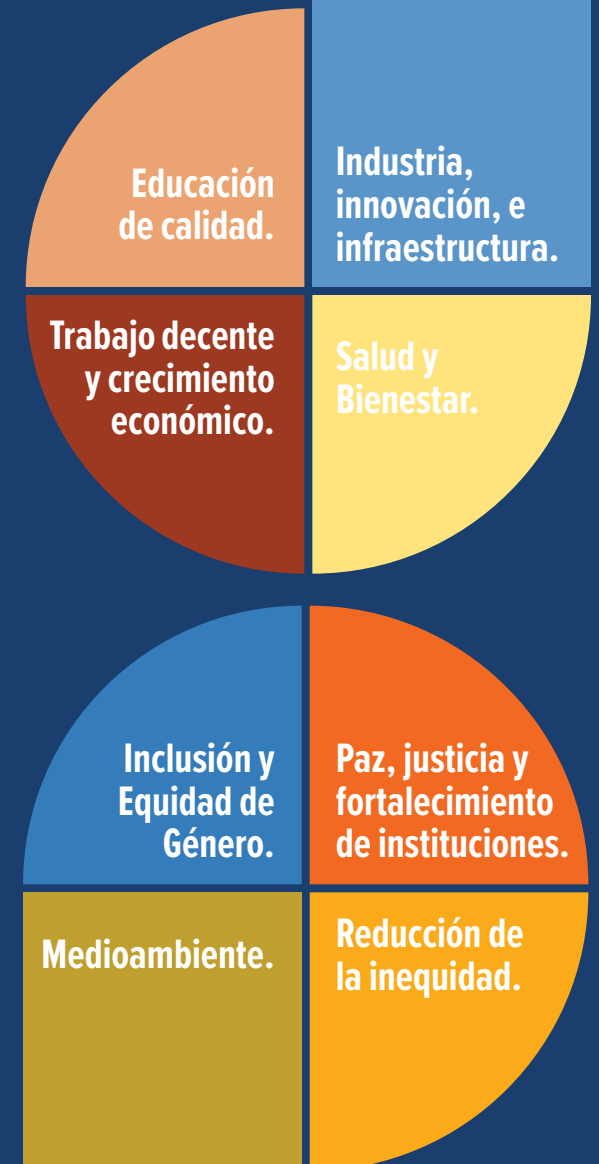 Educación
de calidad.
Industria,
innovación, e
infraestructura.
Trabajo decente
y crecimiento
económico.
Salud y
Bienestar.
Inclusión y
Equidad de
Género.
Paz, justicia y
fortalecimiento
de instituciones.
Medioambiente.
Reducción de
la inequidad.